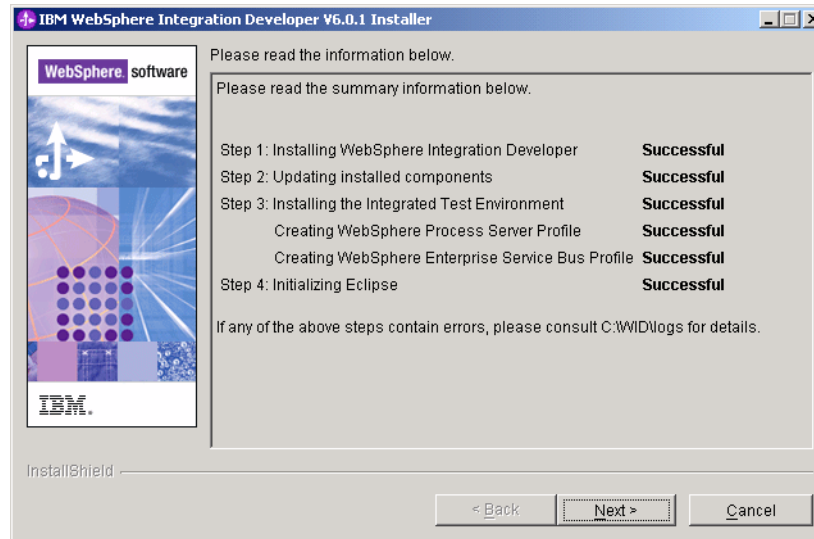 IBM WebSphere Integration Developer V6.0.1 Installer
WebSphere. software
Please read the information below.
Please read the summary information below.
Step 1: Installing WebSphere Integration Developer Successful
Step 2: Updating installed components Successful
Step 3: Installing the Integrated Test Environment Successful
Creating WebSphere Process Server Profile Successful
Creating WebSphere Enterprise Service Bus Profile Successful
Step 4: Initializing Eclipse Successful
If any of the above steps contain errors, please consult C:\WID\logs for details.
IBM.
InstallShield
< Back Next > Cancel